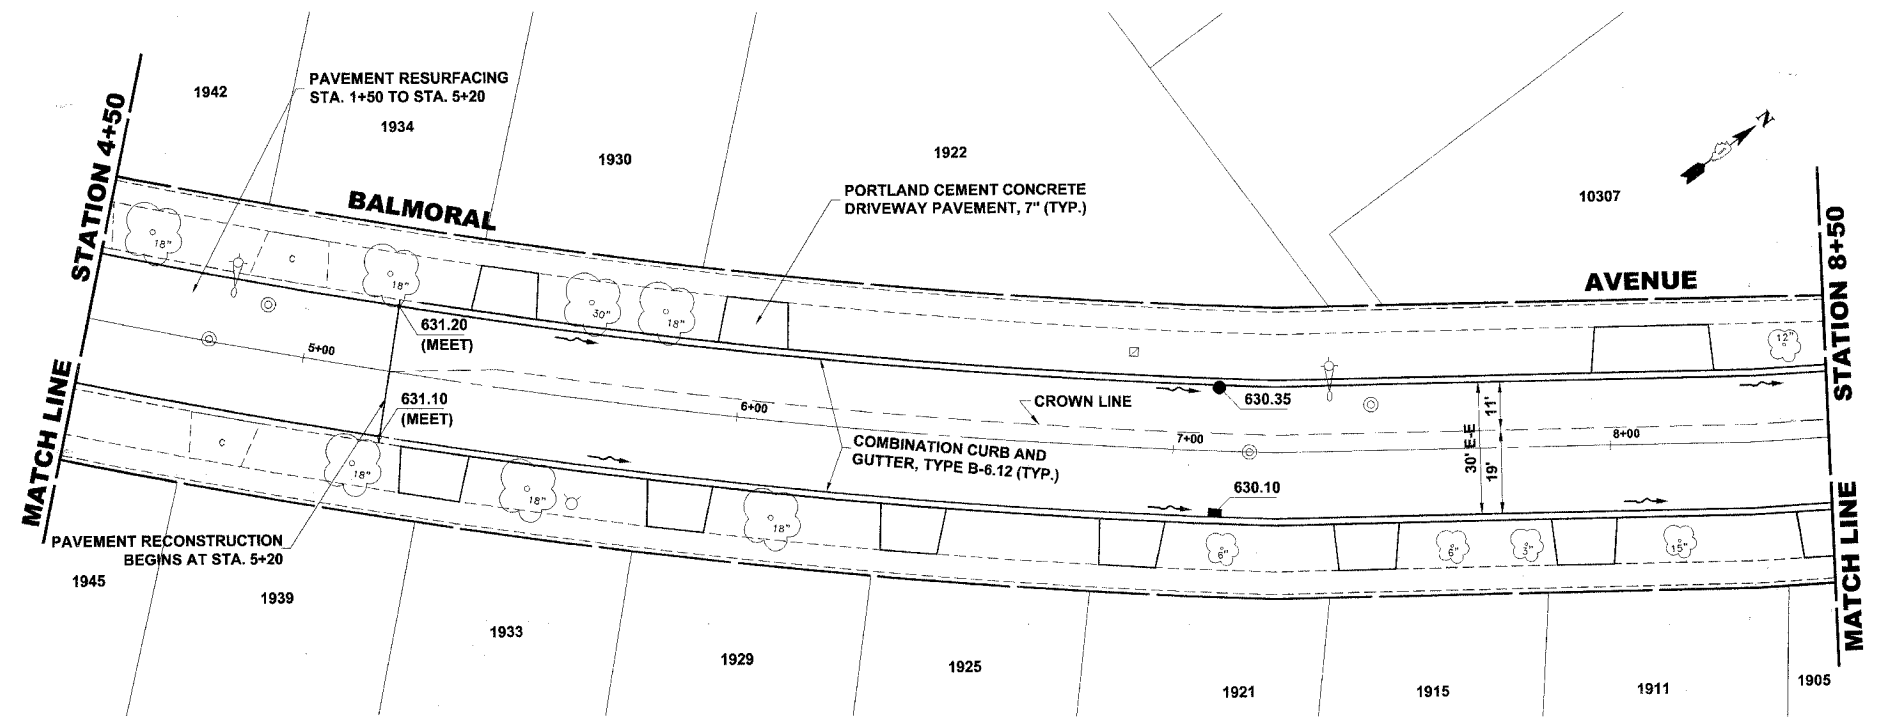 1942
PAVEMENT RESURFACING
STA. 1+50 TO STA. 5+20
1934
1930
1922
10307
N
PORTLAND CEMENT CONCRETE
DRIVEWAY PAVEMENT, 7" (TYP.)
BALMORAL
AVENUE
STATION 4+50
MATCH LINE
STATION 8+50
MATCH LINE
18"
C
18"
30"
18"
12"
631.20
(MEET)
5+00
631.10
(MEET)
6+00
CROWN LINE
630.35
7+00
8+00
30' E-E
11'
19'
COMBINATION CURB AND
GUTTER, TYPE B-6.12 (TYP.)
630.10
C
18"
18"
18"
6"
6"
3"
15"
PAVEMENT RECONSTRUCTION
BEGINS AT STA. 5+20
1945
1939
1933
1929
1925
1921
1915
1911
1905